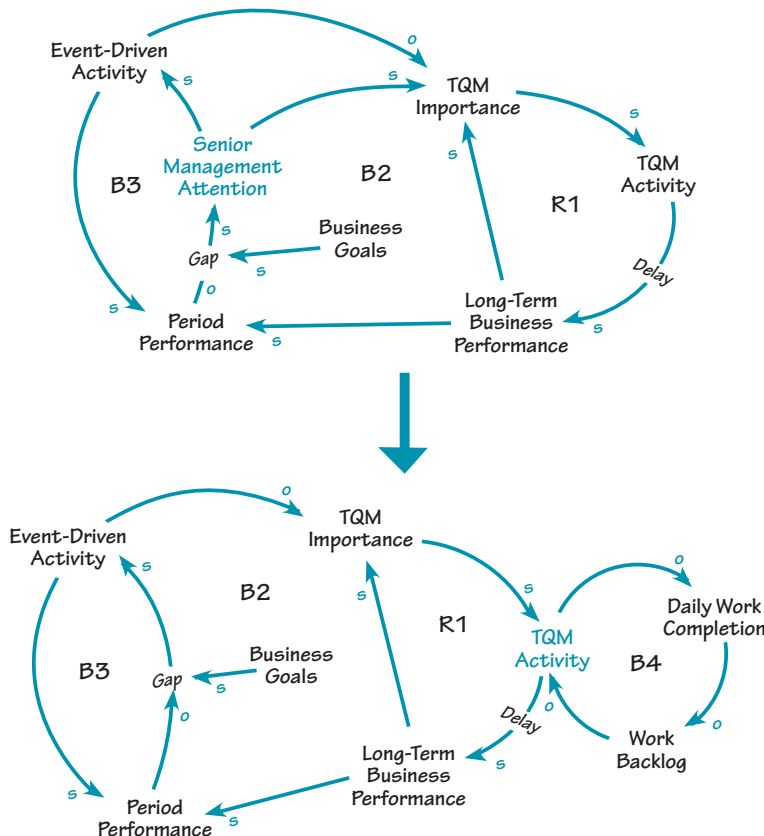 o
Event-Driven
Activity
s
s
TQM
Importance
s
Senior
Management
Attention
s
TQM
Activity
B3
B2
R1
s
Business
Goals
Gap
s
Delay
o
s
Period
Performance
s
Long-Term
Business
Performance
s
o
TQM
Importance
Event-Driven
Activity
s
o
s
B2
s
R1
Daily Work
Completion
TQM
Activity
B3
Business
Goals
B4
Gap
s
o
o
Delay
o
Work
Backlog
s
Long-Term
Business
Performance
s
Period
Performance
s